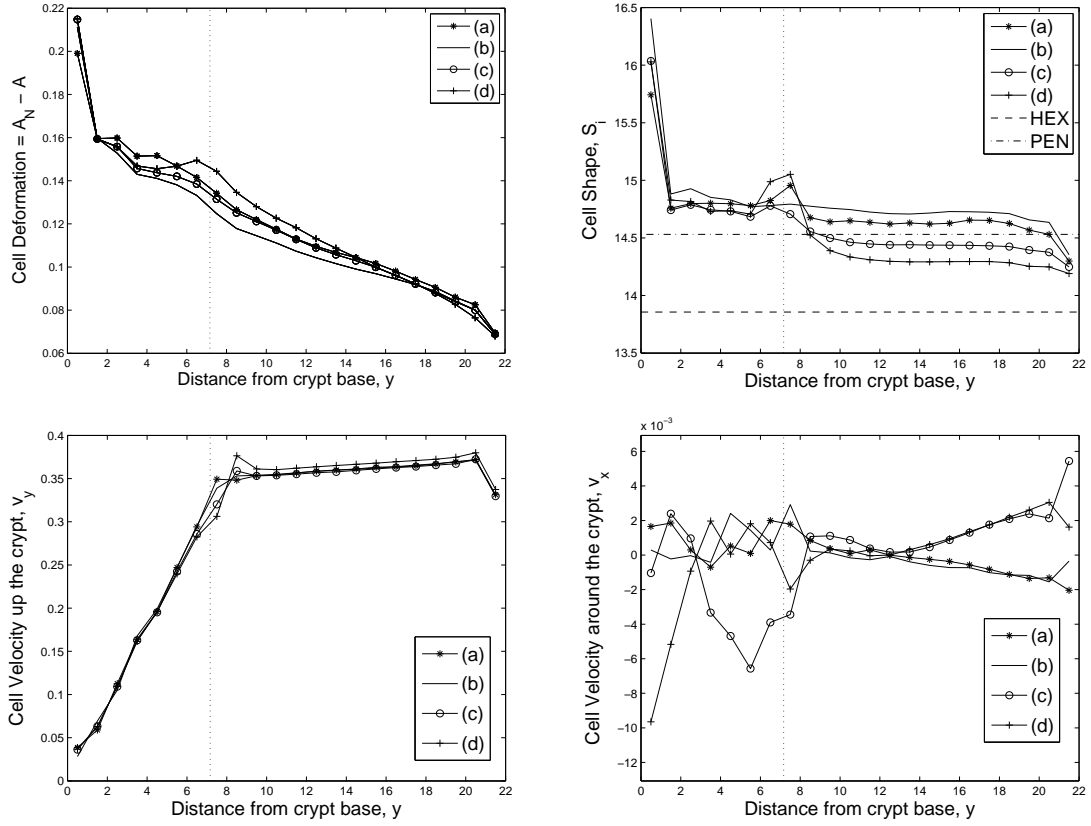 0.22
0.2
0.18
0.16
0.14
0.12
0.1
0.08
0.06
Cell Deformation = A_N − A
0 2 4 6 8 10 12 14 16 18 20 22
Distance from crypt base, y
(a)
(b)
(c)
(d)
16.5
16
15.5
15
14.5
14
13.5
Cell Shape, S_i
0 2 4 6 8 10 12 14 16 18 20 22
Distance from crypt base, y
(a)
(b)
(c)
(d)
HEX
PEN
0.4
0.35
0.3
0.25
0.2
0.15
0.1
0.05
0
Cell Velocity up the crypt, v_y
0 2 4 6 8 10 12 14 16 18 20 22
Distance from crypt base, y
(a)
(b)
(c)
(d)
x 10⁻³
6
4
2
0
−2
−4
−6
−8
−10
−12
Cell Velocity around the crypt, v_x
0 2 4 6 8 10 12 14 16 18 20 22
Distance from crypt base, y
(a)
(b)
(c)
(d)